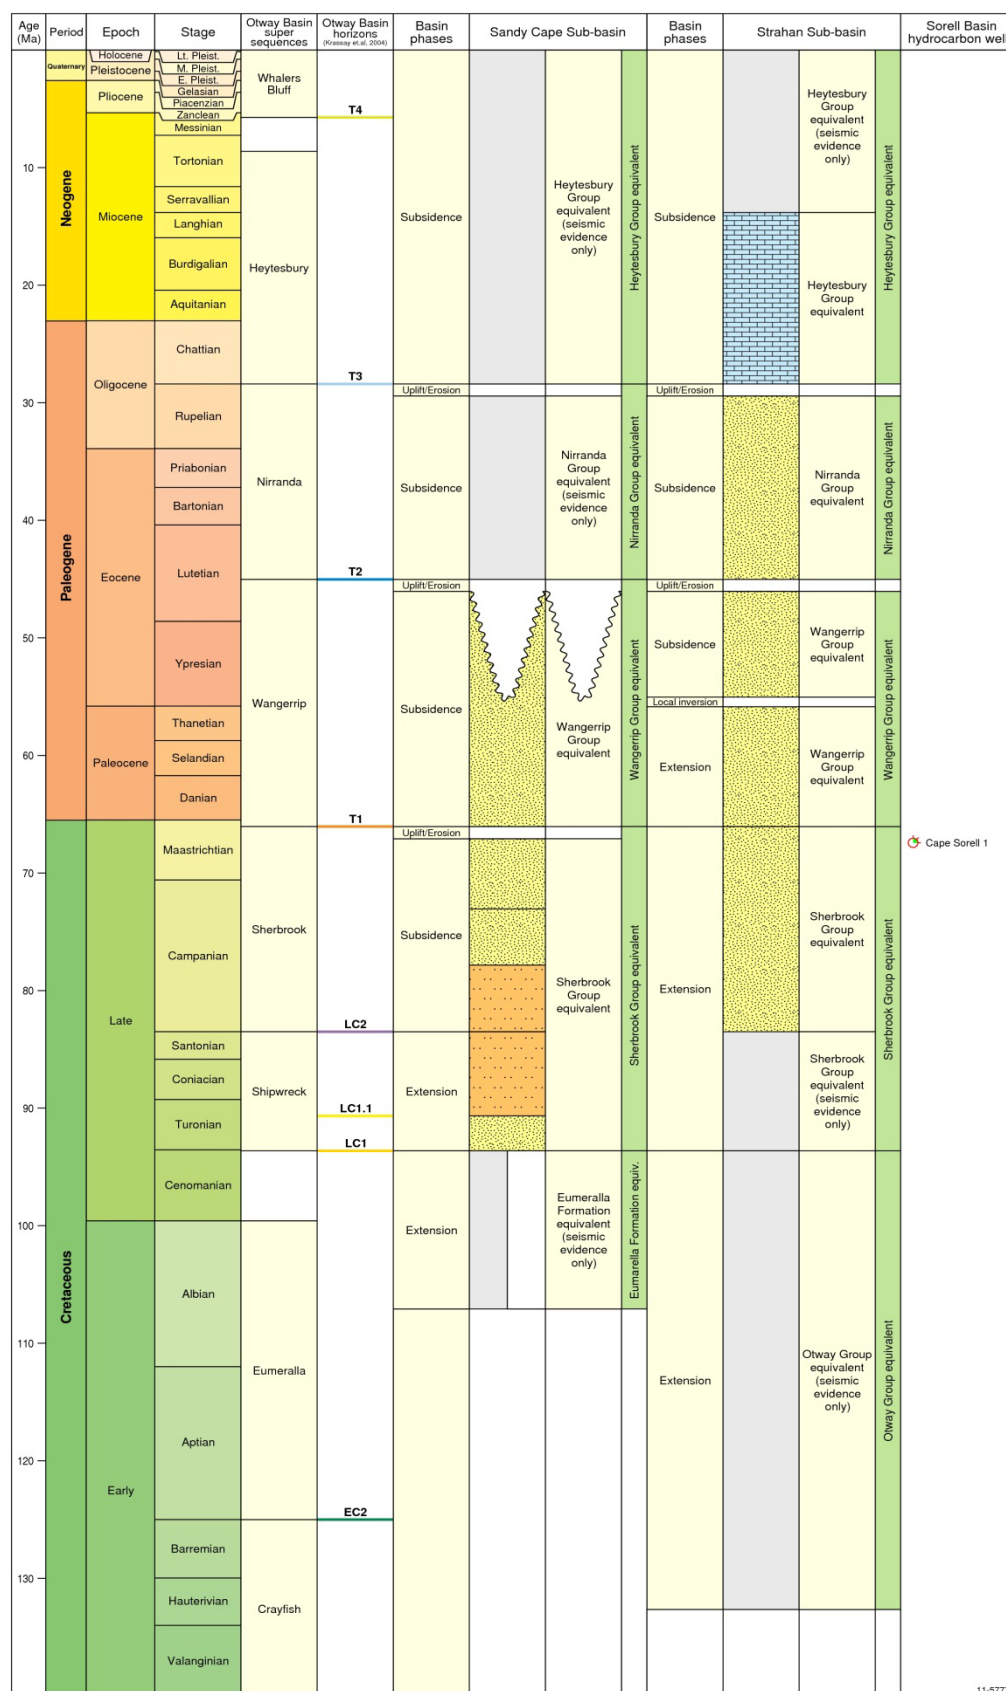 Age
(Ma)
Period
Epoch
Stage
Otway Basin
super
sequences
Otway Basin
horizons
(Krassay et.al, 2004)
Basin
phases
Sandy Cape Sub-basin
Basin
phases
Strahan Sub-basin
Sorell Basin
hydrocarbon well
10
20
30
40
50
60
70
80
90
100
110
120
130
Quaternary
Neogene
Paleogene
Cretaceous
Holocene
Pleistocene
Pliocene
Miocene
Oligocene
Eocene
Paleocene
Late
Early
Lt. Pleist.
M. Pleist.
E. Pleist.
Gelasian
Piacenzian
Zanclean
Messinian
Tortonian
Serravallian
Langhian
Burdigalian
Aquitanian
Chattian
Rupelian
Priabonian
Bartonian
Lutetian
Ypresian
Thanetian
Selandian
Danian
Maastrichtian
Campanian
Santonian
Coniacian
Turonian
Cenomanian
Albian
Aptian
Barremian
Hauterivian
Valanginian
Whalers
Bluff
Heytesbury
Nirranda
Wangerrip
Sherbrook
Shipwreck
Eumeralla
Crayfish
T4
T3
T2
T1
LC2
LC1.1
LC1
EC2
Subsidence
Uplift/Erosion
Subsidence
Uplift/Erosion
Subsidence
Uplift/Erosion
Subsidence
Extension
Extension
Heytesbury
Group
equivalent
(seismic
evidence
only)
Nirranda
Group
equivalent
(seismic
evidence
only)
Wangerrip
Group
equivalent
Sherbrook
Group
equivalent
Eumeralla
Formation
equivalent
(seismic
evidence
only)
Heytesbury Group equivalent
Nirranda Group equivalent
Wangerrip Group equivalent
Sherbrook Group equivalent
Eumarella Formation equiv.
Subsidence
Uplift/Erosion
Subsidence
Uplift/Erosion
Subsidence
Local inversion
Extension
Extension
Extension
Heytesbury
Group
equivalent
(seismic
evidence
only)
Heytesbury
Group
equivalent
Nirranda
Group
equivalent
Wangerrip
Group
equivalent
Wangerrip
Group
equivalent
Sherbrook
Group
equivalent
Sherbrook
Group
equivalent
(seismic
evidence
only)
Otway Group
equivalent
(seismic
evidence
only)
Heytesbury Group equivalent
Nirranda Group equivalent
Wangerrip Group equivalent
Sherbrook Group equivalent
Otway Group equivalent
Cape Sorell 1